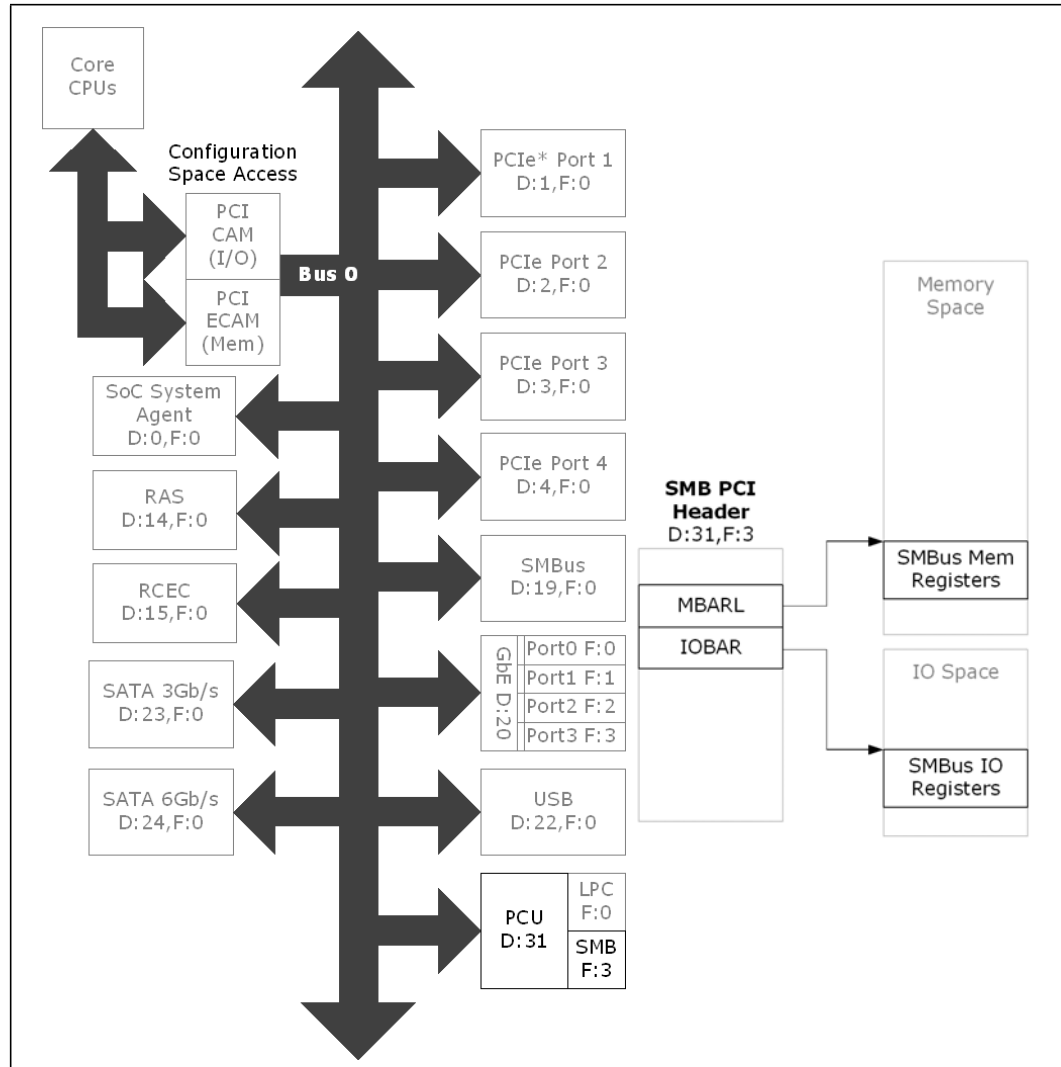 Core
CPUs
Configuration
Space Access
PCI
CAM
(I/O)
PCI
ECAM
(Mem)
Bus 0
SoC System
Agent
D:0,F:0
RAS
D:14,F:0
RCEC
D:15,F:0
SATA 3Gb/s
D:23,F:0
SATA 6Gb/s
D:24,F:0
PCIe* Port 1
D:1,F:0
PCIe Port 2
D:2,F:0
PCIe Port 3
D:3,F:0
PCIe Port 4
D:4,F:0
SMBus
D:19,F:0
GbE D:20
Port0 F:0
Port1 F:1
Port2 F:2
Port3 F:3
USB
D:22,F:0
PCU
D:31
LPC
F:0
SMB
F:3
SMB PCI
Header
D:31,F:3
MBARL
IOBAR
Memory
Space
SMBus Mem
Registers
IO Space
SMBus IO
Registers